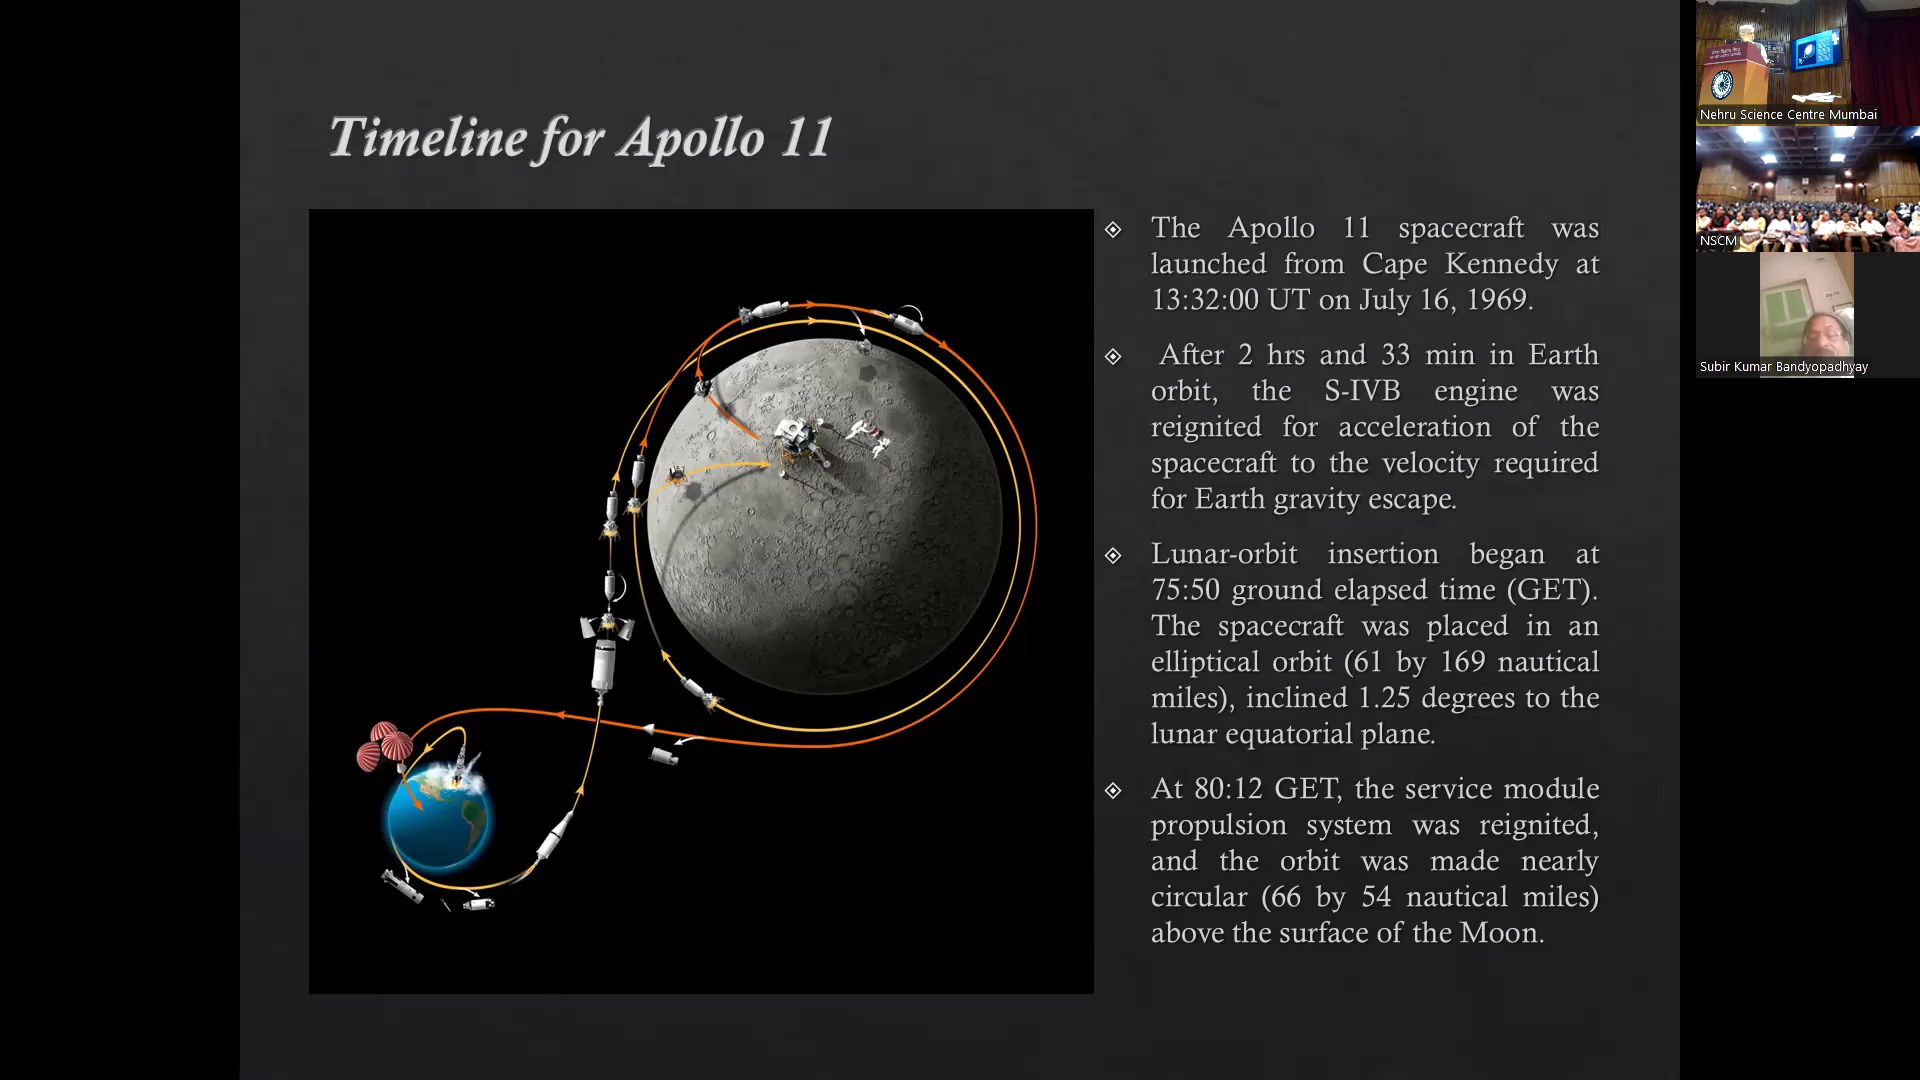 Timeline for Apollo 11
The Apollo 11 spacecraft was
launched from Cape Kennedy at
13:32:00 UT on July 16, 1969.
After 2 hrs and 33 min in Earth
orbit, the S-IVB engine was
reignited for acceleration of the
spacecraft to the velocity required
for Earth gravity escape.
Lunar-orbit insertion began at
75:50 ground elapsed time (GET).
The spacecraft was placed in an
elliptical orbit (61 by 169 nautical
miles), inclined 1.25 degrees to the
lunar equatorial plane.
At 80:12 GET, the service module
propulsion system was reignited,
and the orbit was made nearly
circular (66 by 54 nautical miles)
above the surface of the Moon.
Nehru Science Centre Mumbai
NSCM
Subir Kumar Bandyopadhyay